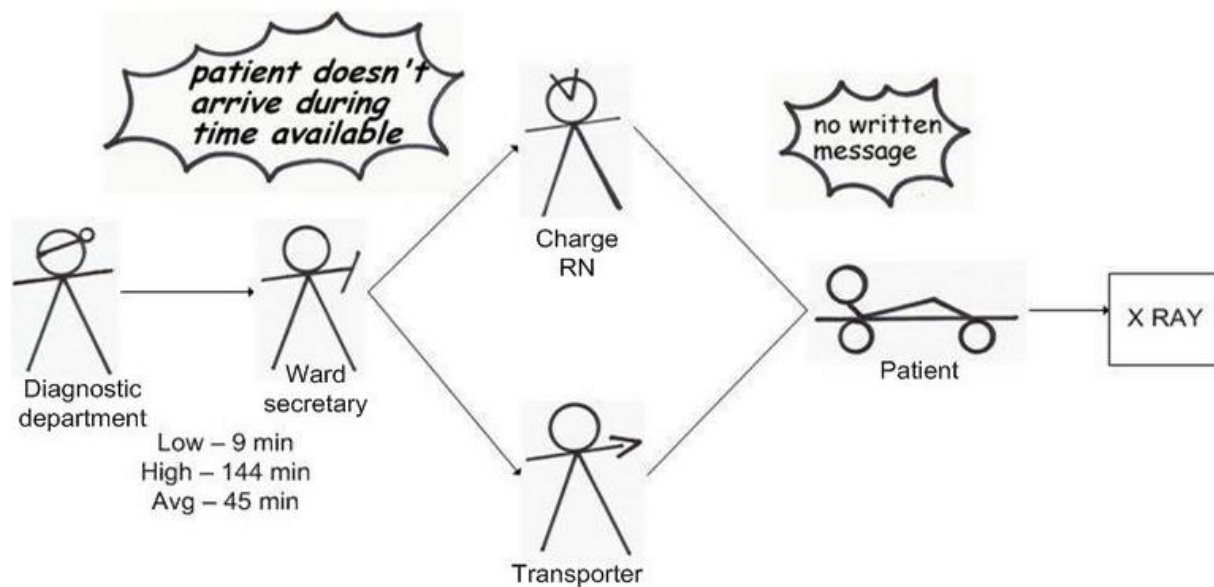 patient doesn't
arrive during
time available
no written
message
Charge
RN
Diagnostic
department
Ward
secretary
Patient
X RAY
Low – 9 min
High – 144 min
Avg – 45 min
Transporter